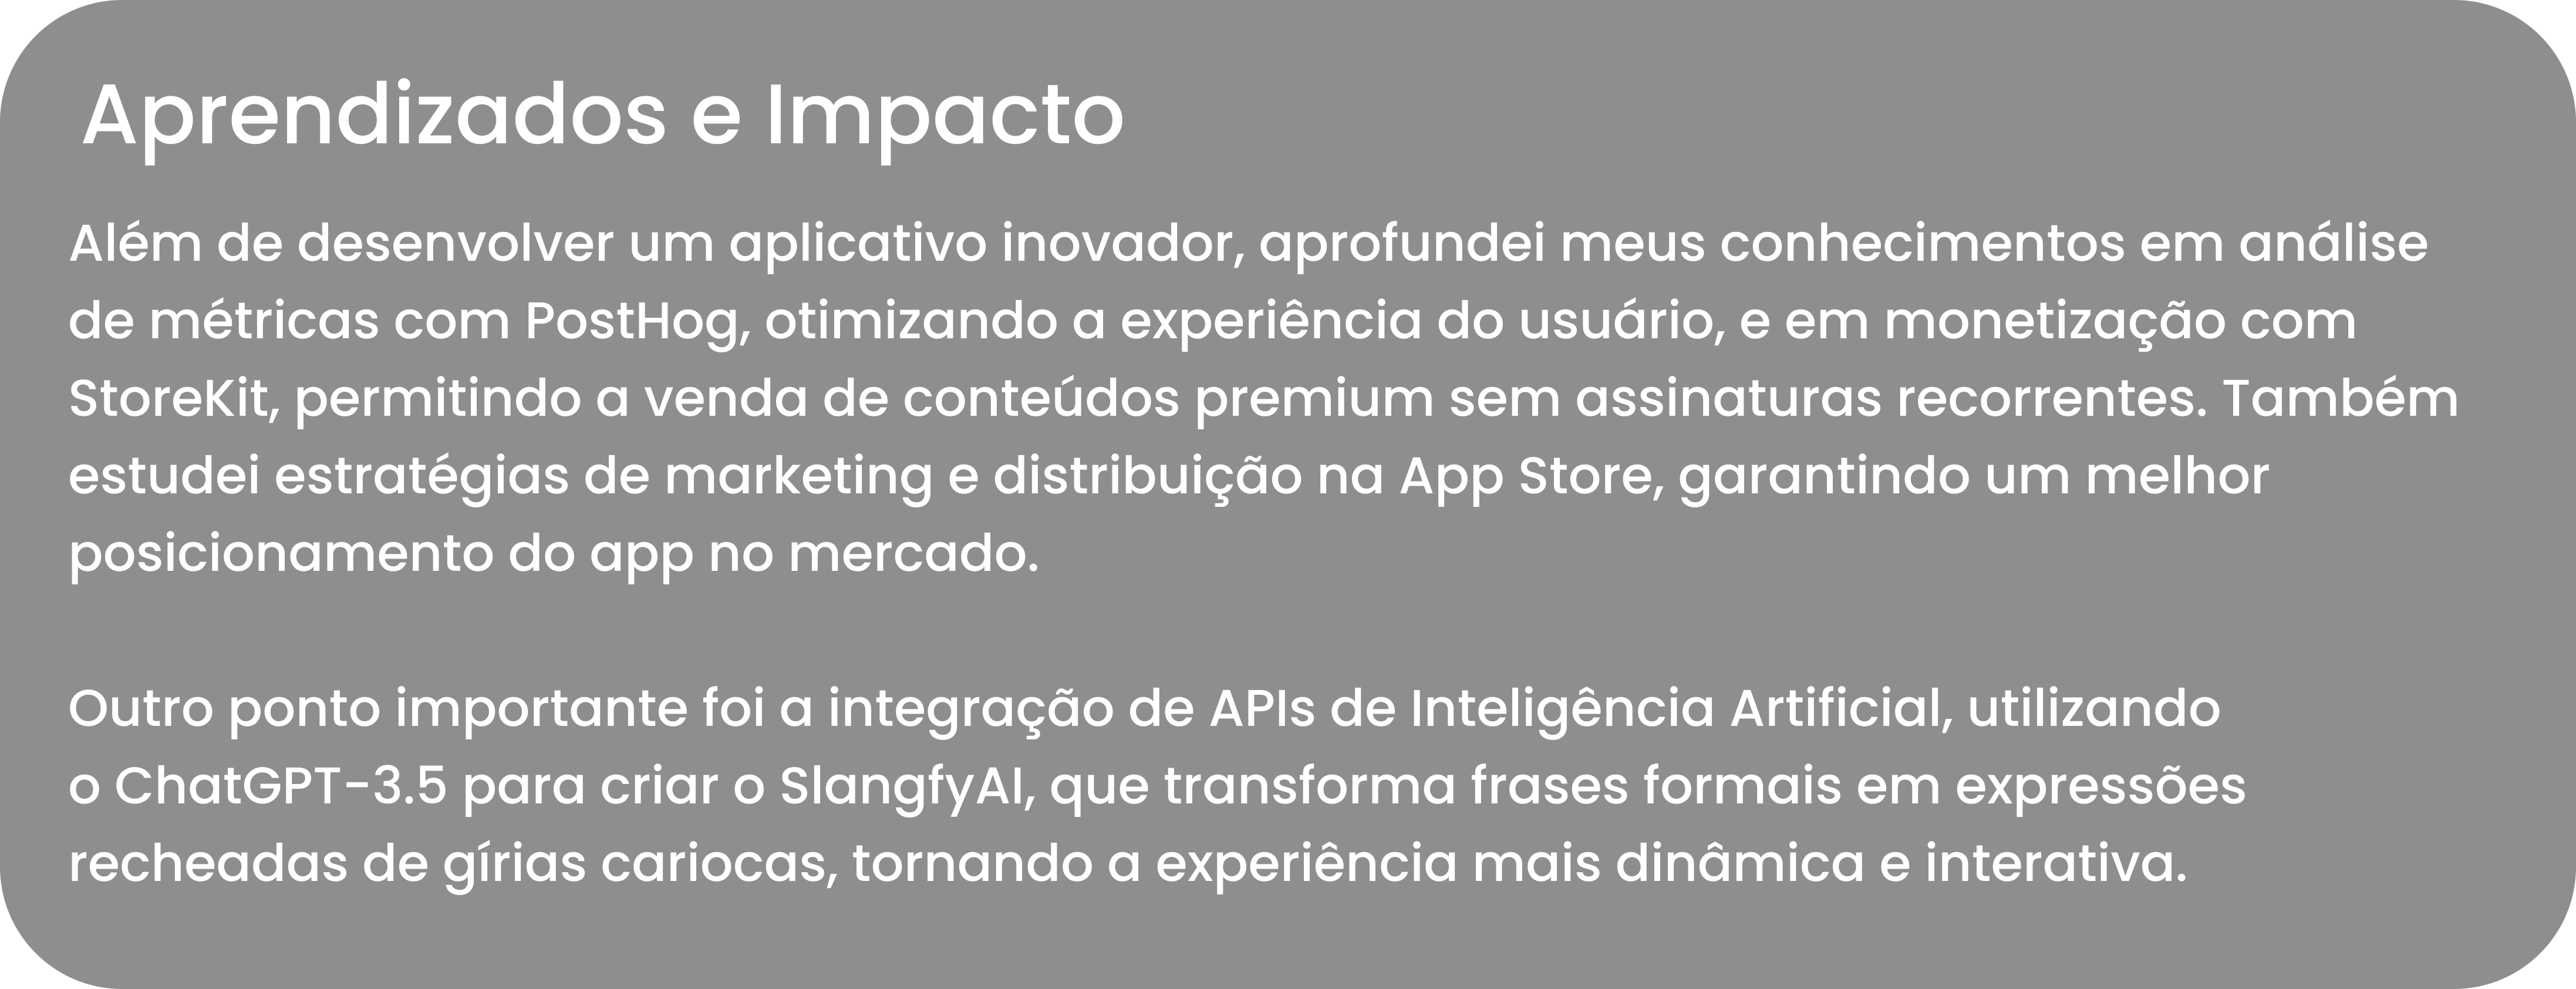 Aprendizados e Impacto
Além de desenvolver um aplicativo inovador, aprofundei meus conhecimentos em análise
de métricas com PostHog, otimizando a experiência do usuário, e em monetização com
StoreKit, permitindo a venda de conteúdos premium sem assinaturas recorrentes. Também
estudei estratégias de marketing e distribuição na App Store, garantindo um melhor
posicionamento do app no mercado.
Outro ponto importante foi a integração de APIs de Inteligência Artificial, utilizando
o ChatGPT-3.5 para criar o SlangfyAI, que transforma frases formais em expressões
recheadas de gírias cariocas, tornando a experiência mais dinâmica e interativa.